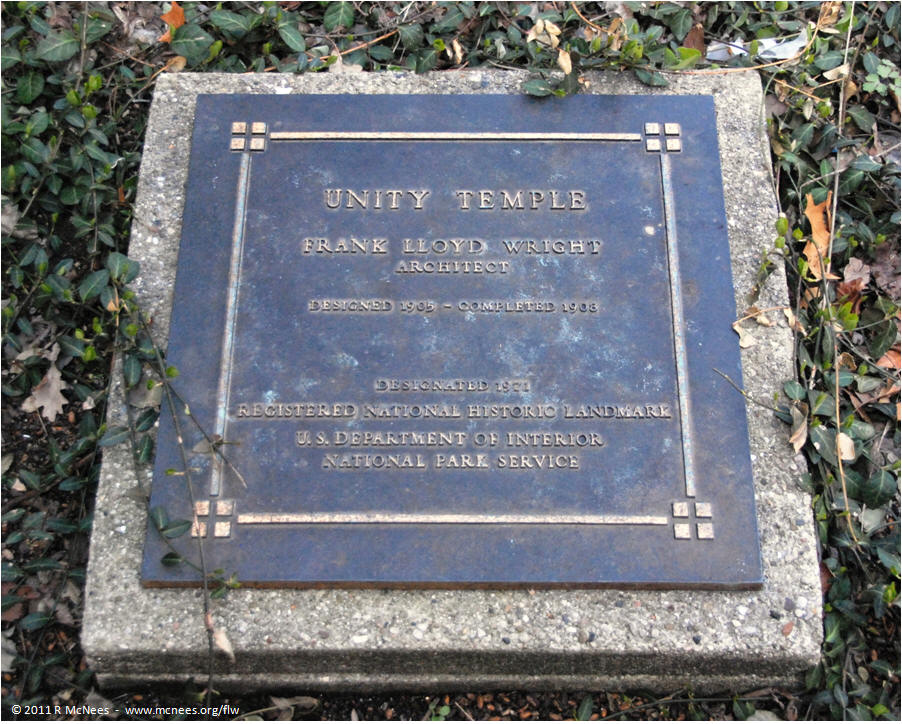 UNITY TEMPLE
FRANK LLOYD WRIGHT
ARCHITECT
DESIGNED 1905 - COMPLETED 1908
DESIGNATED 1971
REGISTERED NATIONAL HISTORIC LANDMARK
U.S. DEPARTMENT OF INTERIOR
NATIONAL PARK SERVICE
© 2011 R McNees - www.mcnees.org/flw